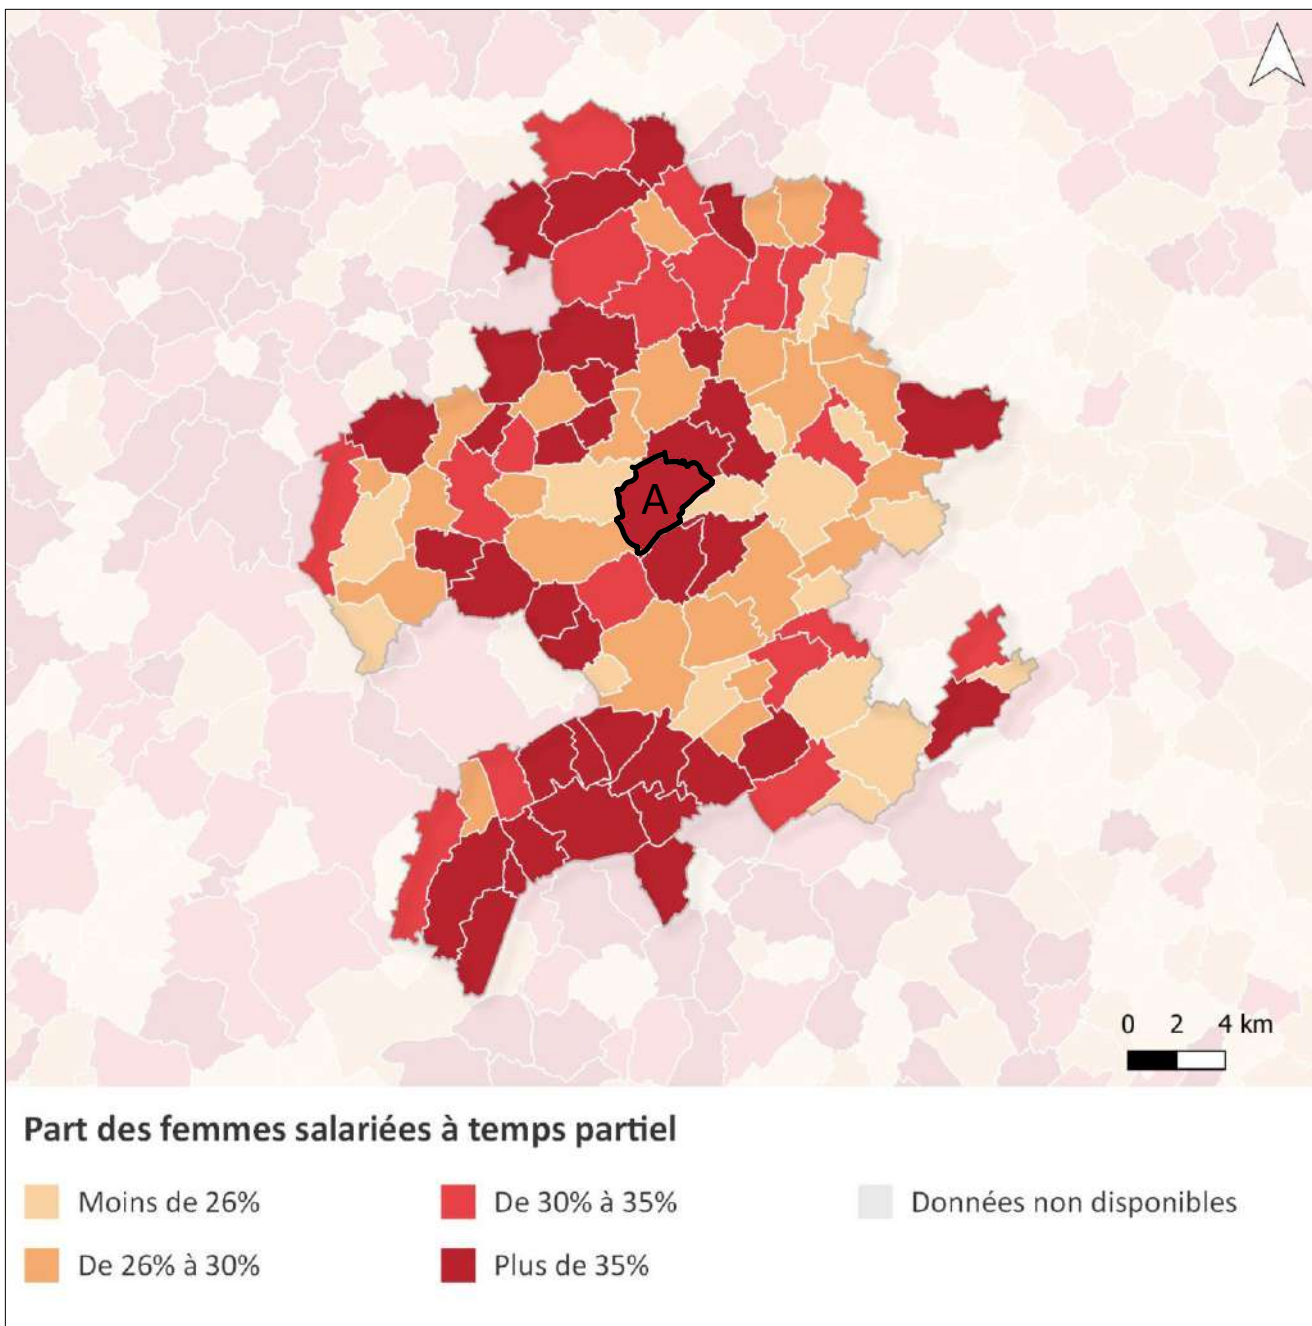 A
0 2 4 km
Part des femmes salariées à temps partiel
Moins de 26%
De 26% à 30%
De 30% à 35%
Plus de 35%
Données non disponibles